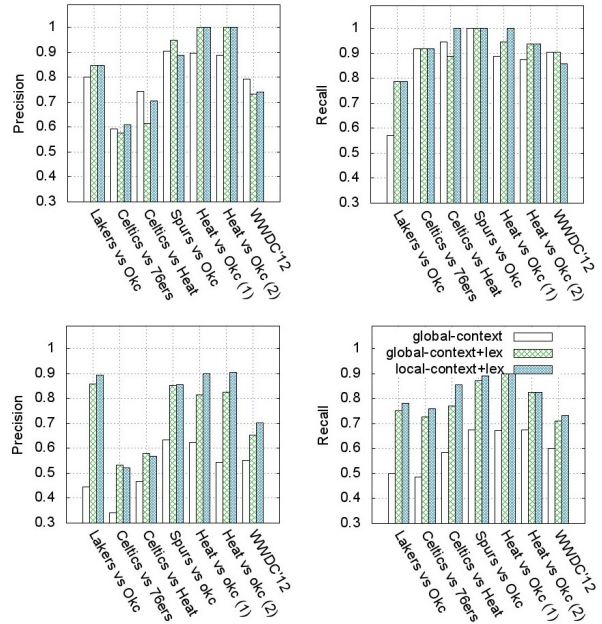 1
0.9
0.8
0.7
0.6
0.5
0.4
0.3
Precision
Lakers vs Okc
Celtics vs 76ers
Celtics vs Heat
Spurs vs Okc
Heat vs Okc (1)
Heat vs Okc (2)
WWDC'12
1
0.9
0.8
0.7
0.6
0.5
0.4
0.3
Recall
Lakers vs Okc
Celtics vs 76ers
Celtics vs Heat
Spurs vs Okc
Heat vs Okc (1)
Heat vs Okc (2)
WWDC'12
1
0.9
0.8
0.7
0.6
0.5
0.4
0.3
Precision
Lakers vs Okc
Celtics vs 76ers
Celtics vs Heat
Spurs vs okc
Heat vs okc (1)
Heat vs okc (2)
WWDC'12
global-context
global-context+lex
local-context+lex
1
0.9
0.8
0.7
0.6
0.5
0.4
0.3
Recall
Lakers vs Okc
Celtics vs 76ers
Celtics vs Heat
Spurs vs Okc
Heat vs Okc (1)
Heat vs Okc (2)
WWDC'12